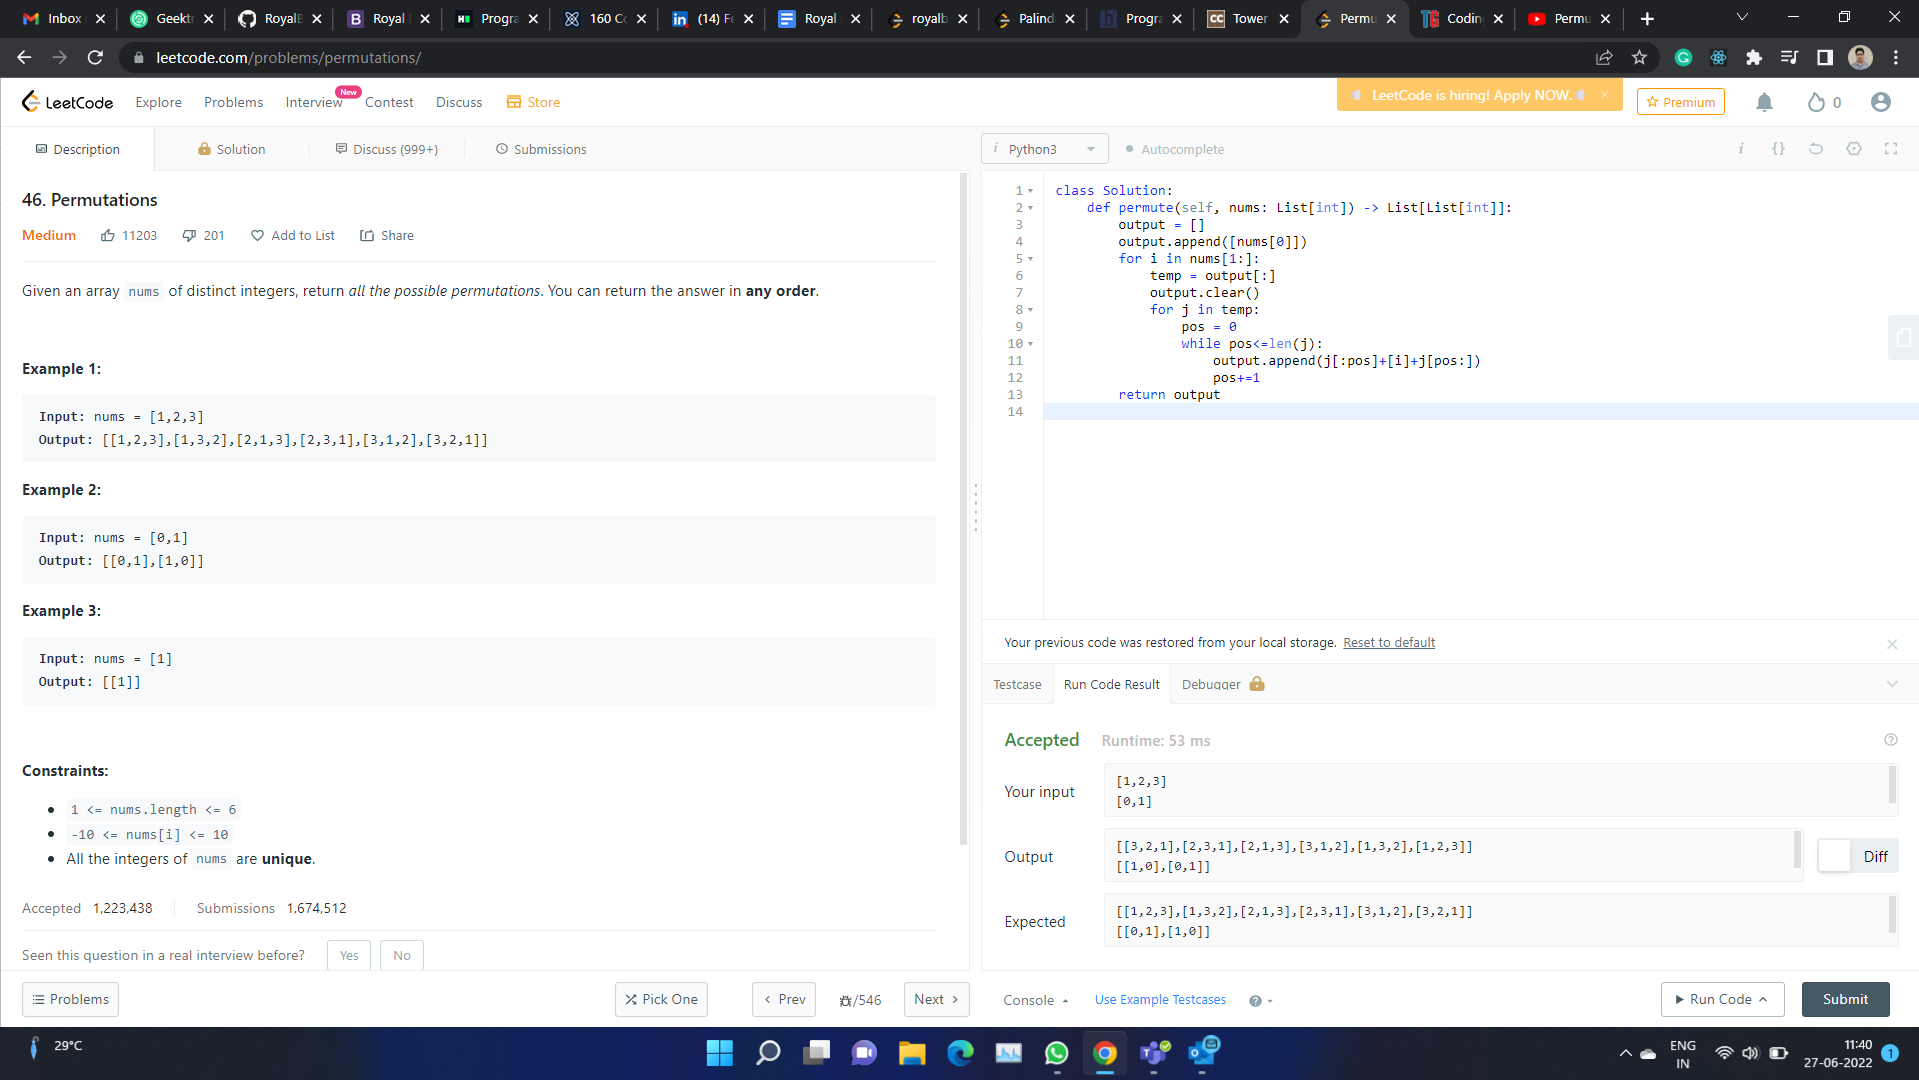 Inbox
Geektr
RoyalB
Royal
Progra
160 Co
(14) Fe
Royal
royalb
Palind
Progra
Tower
Permu
Codin
Permu
leetcode.com/problems/permutations/
LeetCode
Explore
Problems
Interview
New
Contest
Discuss
Store
LeetCode is hiring! Apply NOW.
Premium
0
Description
Solution
Discuss (999+)
Submissions
Python3
Autocomplete
46. Permutations
Medium
11203
201
Add to List
Share
Given an array nums of distinct integers, return all the possible permutations. You can return the answer in any order.
Example 1:
Input: nums = [1,2,3]
Output: [[1,2,3],[1,3,2],[2,1,3],[2,3,1],[3,1,2],[3,2,1]]
Example 2:
Input: nums = [0,1]
Output: [[0,1],[1,0]]
Example 3:
Input: nums = [1]
Output: [[1]]
Constraints:
1 <= nums.length <= 6
-10 <= nums[i] <= 10
All the integers of nums are unique.
Accepted 1,223,438
Submissions 1,674,512
Seen this question in a real interview before? Yes No
Problems
Pick One
Prev
/546
Next
1 class Solution:
2 def permute(self, nums: List[int]) -> List[List[int]]:
3 output = []
4 output.append([nums[0]])
5 for i in nums[1:]:
6 temp = output[:]
7 output.clear()
8 for j in temp:
9 pos = 0
10 while pos<=len(j):
11 output.append(j[:pos]+[i]+j[pos:])
12 pos+=1
13 return output
14
Your previous code was restored from your local storage. Reset to default
Testcase
Run Code Result
Debugger
Accepted Runtime: 53 ms
Your input
[1,2,3]
[0,1]
Output
[[3,2,1],[2,3,1],[2,1,3],[3,1,2],[1,3,2],[1,2,3]]
[[1,0],[0,1]]
Diff
Expected
[[1,2,3],[1,3,2],[2,1,3],[2,3,1],[3,1,2],[3,2,1]]
[[0,1],[1,0]]
Console
Use Example Testcases
Run Code
Submit
29°C
ENG
IN
11:40
27-06-2022
1